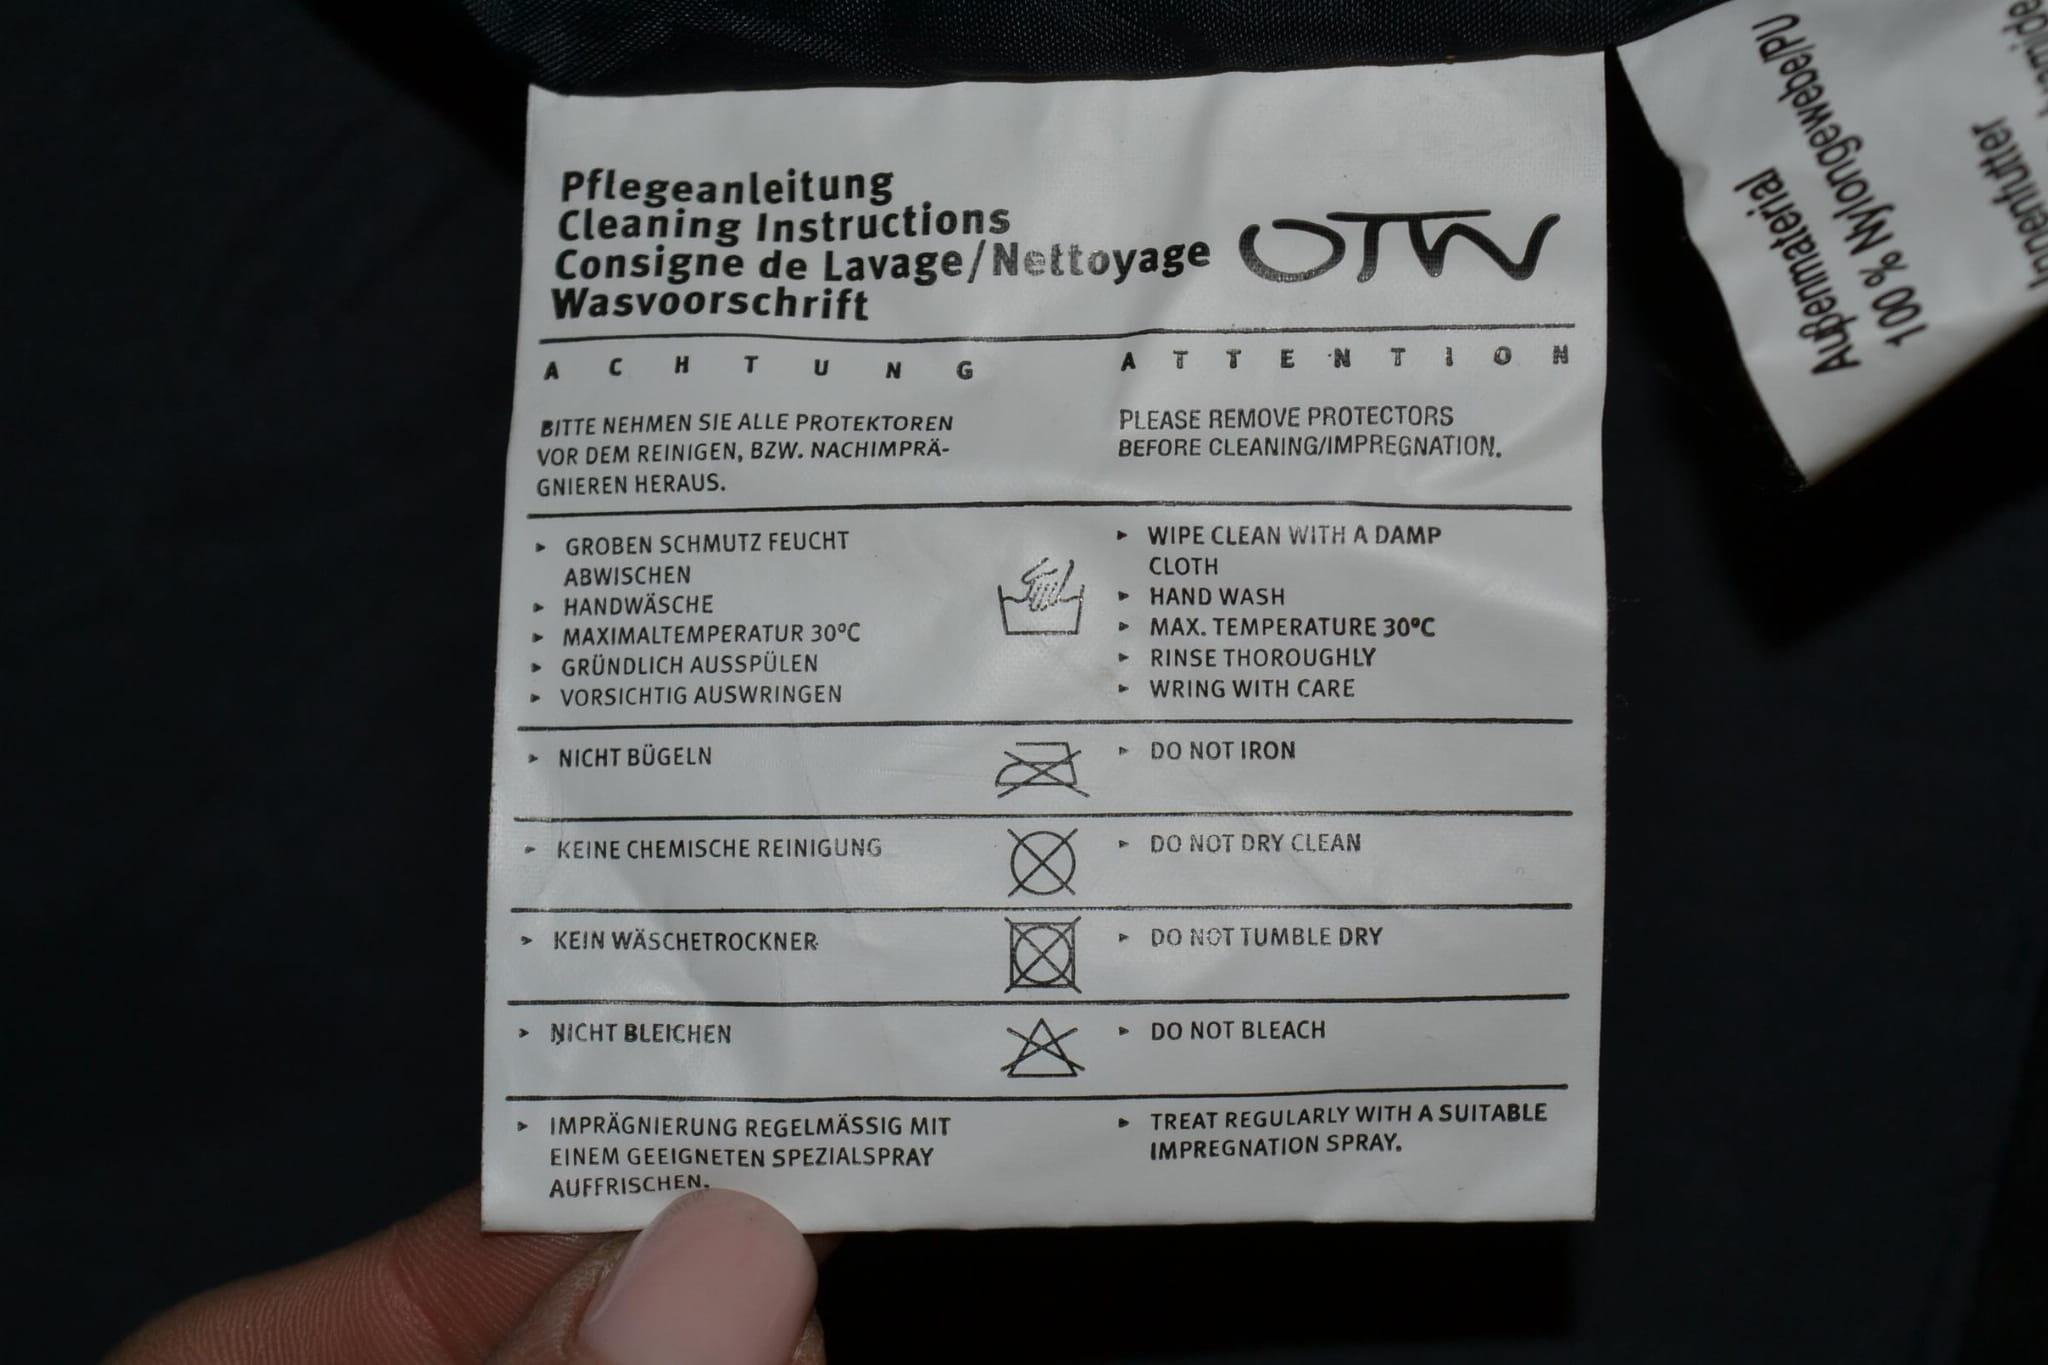 Pflegeanleitung
Cleaning Instructions
Consigne de Lavage/Nettoyage
Wasvoorschrift
OTW
ACHTUNG
BITTE NEHMEN SIE ALLE PROTEKTOREN
VOR DEM REINIGEN, BZW. NACHIMPRÄ-
GNIEREN HERAUS.
ATTENTION
PLEASE REMOVE PROTECTORS
BEFORE CLEANING/IMPREGNATION.
▸ GROBEN SCHMUTZ FEUCHT
ABWISCHEN
▸ HANDWÄSCHE
▸ MAXIMALTEMPERATUR 30°C
▸ GRÜNDLICH AUSSPÜLEN
▸ VORSICHTIG AUSWRINGEN
▸ WIPE CLEAN WITH A DAMP
CLOTH
▸ HAND WASH
▸ MAX. TEMPERATURE 30°C
▸ RINSE THOROUGHLY
▸ WRING WITH CARE
▸ NICHT BÜGELN
▸ DO NOT IRON
▸ KEINE CHEMISCHE REINIGUNG
▸ DO NOT DRY CLEAN
▸ KEIN WÄSCHETROCKNER
▸ DO NOT TUMBLE DRY
▸ NICHT BLEICHEN
▸ DO NOT BLEACH
▸ IMPRÄGNIERUNG REGELMÄSSIG MIT
EINEM GEEIGNETEN SPEZIALSPRAY
AUFFRISCHEN.
▸ TREAT REGULARLY WITH A SUITABLE
IMPREGNATION SPRAY.
Außenmaterial
100 % Nylongewebe/PU
Innenfutter